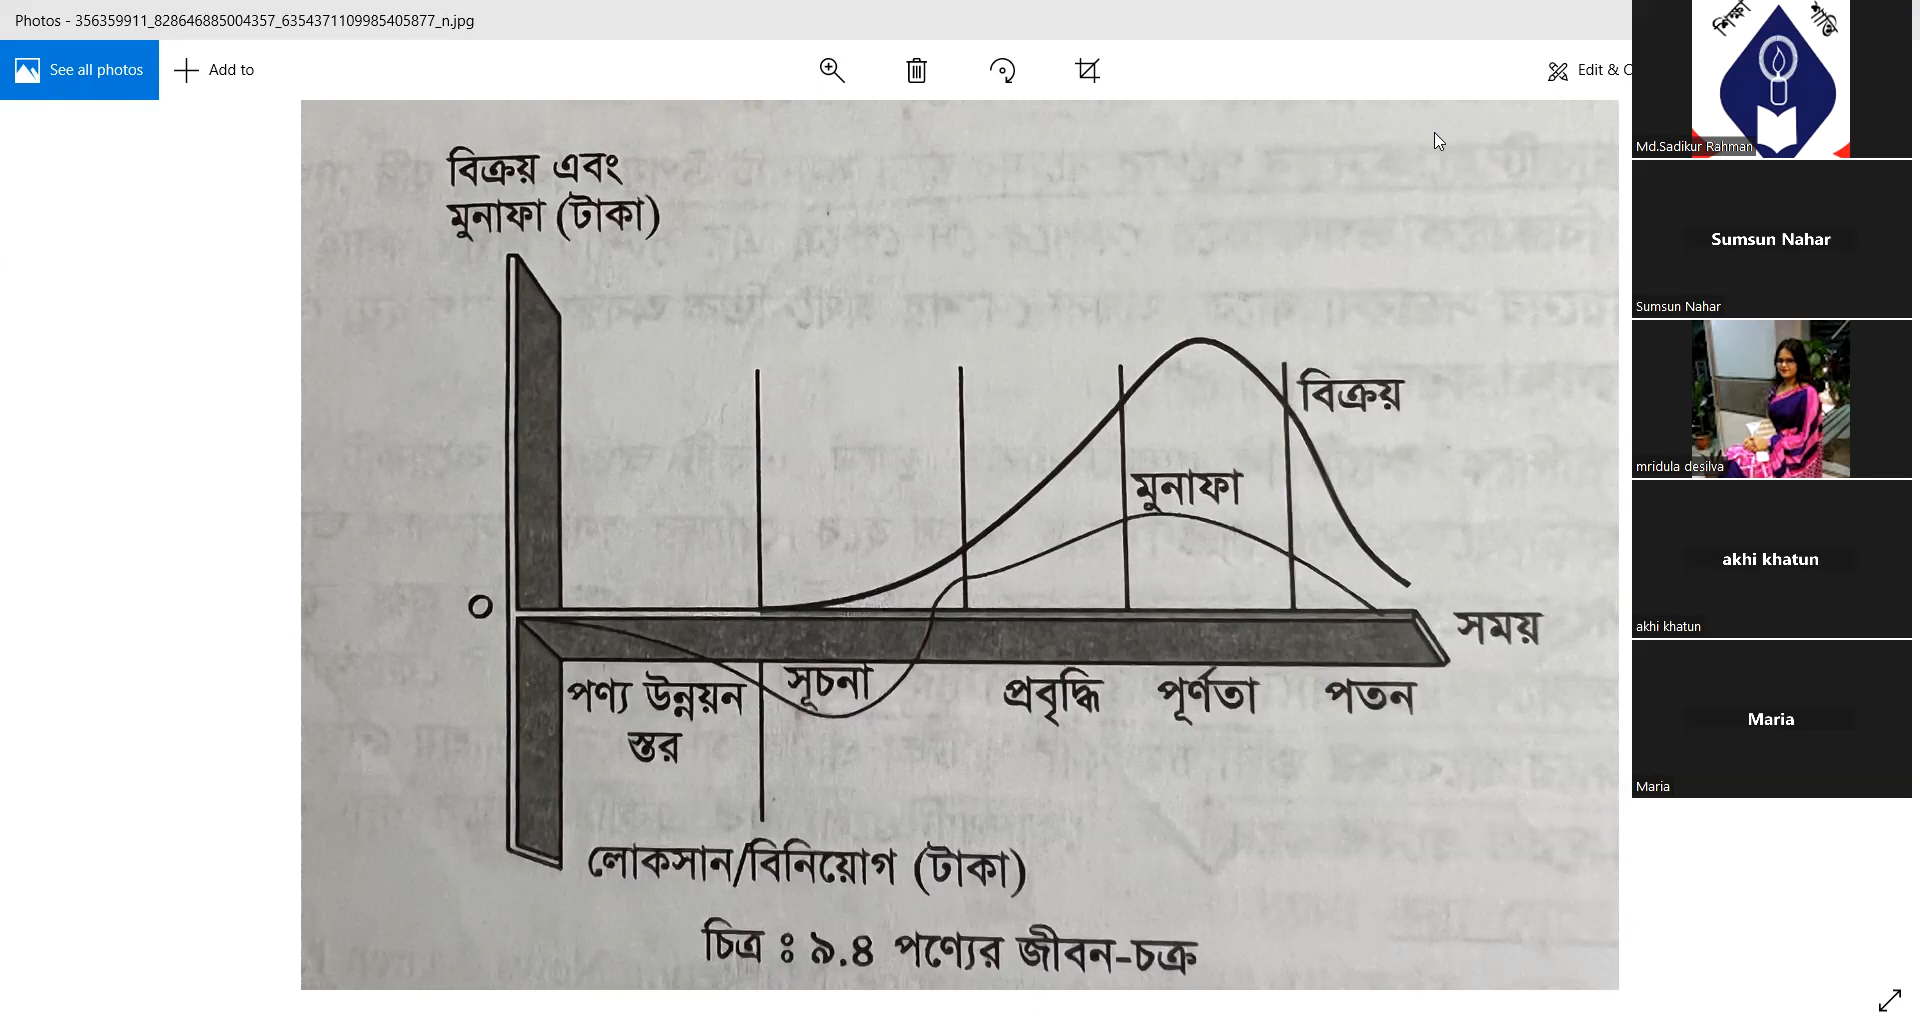 Photos - 356359911_828646885004357_6354371109985405877_n.jpg
See all photos
Add to
Edit & C
শিক্ষা
Md.Sadikur Rahman
Sumsun Nahar
Sumsun Nahar
mridula desilva
akhi khatun
akhi khatun
Maria
Maria
বিক্রয় এবং
মুনাফা (টাকা)
বিক্রয়
মুনাফা
0
সময়
পণ্য উন্নয়ন
স্তর
সূচনা
প্রবৃদ্ধি
পূর্ণতা
পতন
লোকসান/বিনিয়োগ (টাকা)
চিত্র ঃ ৯.৪ পণ্যের জীবন-চক্র